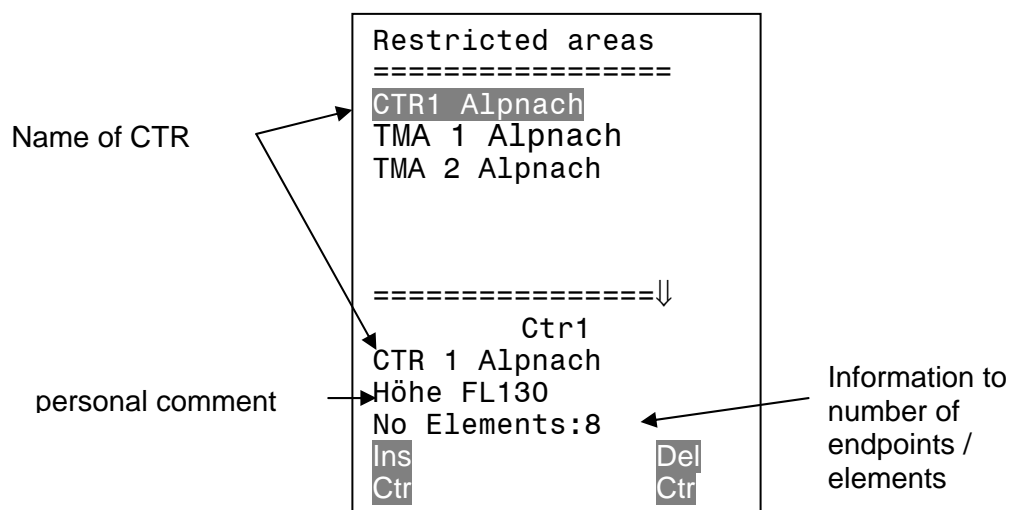 Restricted areas
=================
CTR1 Alpnach
TMA 1 Alpnach
TMA 2 Alpnach
================⇓
Ctr1
CTR 1 Alpnach
Höhe FL130
No Elements:8
Ins Del
Ctr Ctr
Name of CTR
personal comment
Information to
number of
endpoints /
elements